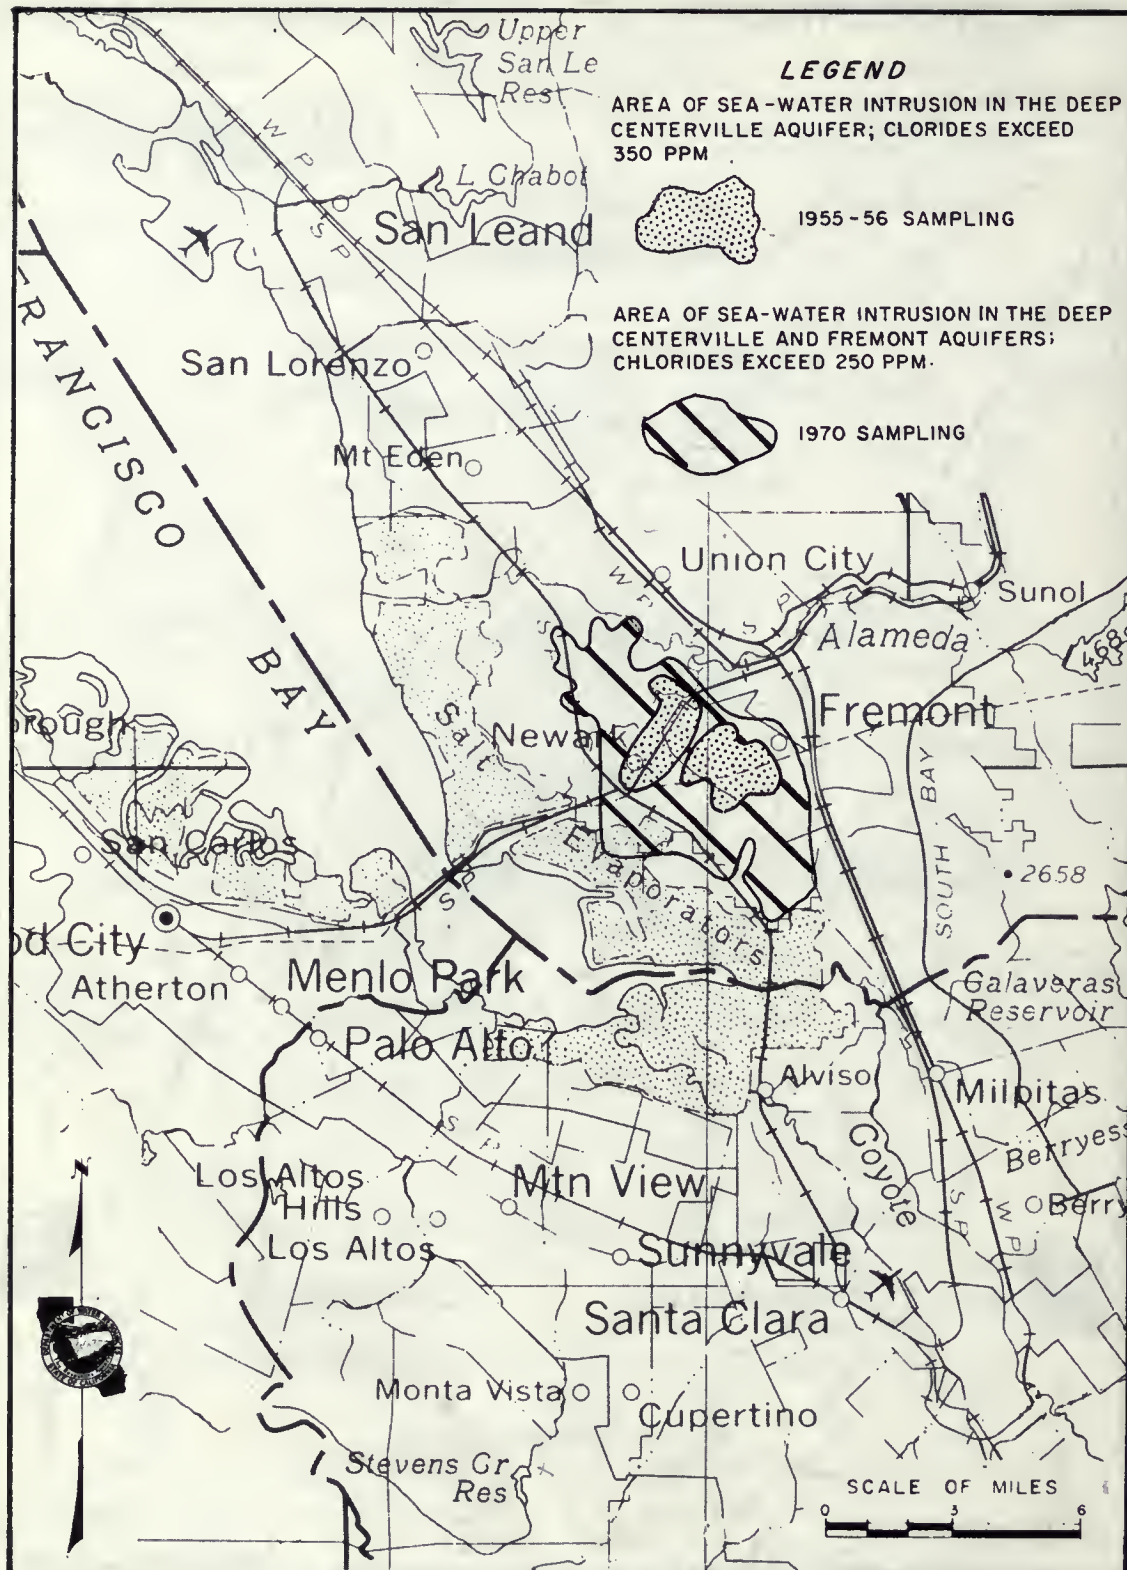 Upper
San Le
Res
LEGEND
AREA OF SEA-WATER INTRUSION IN THE DEEP
CENTERVILLE AQUIFER; CLORIDES EXCEED
350 PPM
1955-56 SAMPLING
AREA OF SEA-WATER INTRUSION IN THE DEEP
CENTERVILLE AND FREMONT AQUIFERS;
CHLORIDES EXCEED 250 PPM.
1970 SAMPLING
W P
S P
L Chabot
San Leand
FRANCISCO
BAY
San Lorenzo
Mt Eden
Union City
Sunol
Alameda
468
W P
S P
Fremont
Newark
Salt
Evaporators
orough
San Carlos
S P
od City
Atherton
Menlo Park
Palo Alto
SOUTH BAY
2658
Calaveras
Reservoir
Alviso
Milpitas
Coyote
Berryess
Berry
S P
Los Altos
Hills
Los Altos
Mtn View
Sunnyvale
Santa Clara
S P
W P
N
Monta Vista
Cupertino
Stevens Cr
Res
SCALE OF MILES
0 3 6